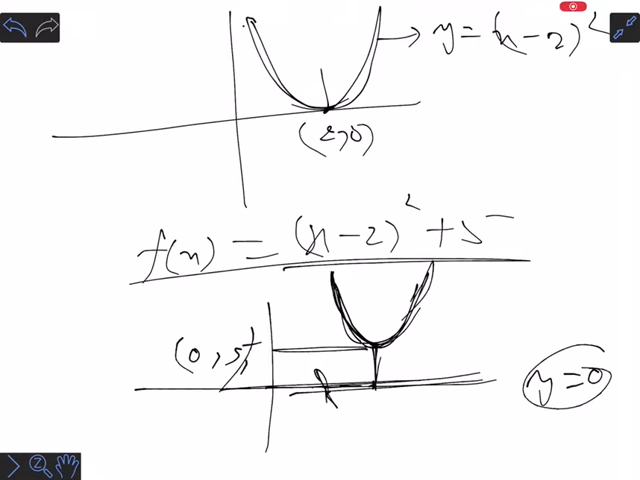 y = (x - 2)²
(2, 0)
f(x) = (x - 2)² + 5
(0, 5)
y = 0